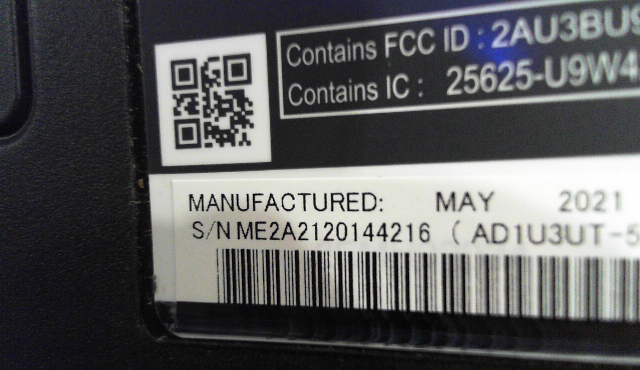 Contains FCC ID : 2AU3BUS
Contains IC : 25625-U9W4
MANUFACTURED: MAY 2021
S/N ME2A2120144216 ( AD1U3UT-5